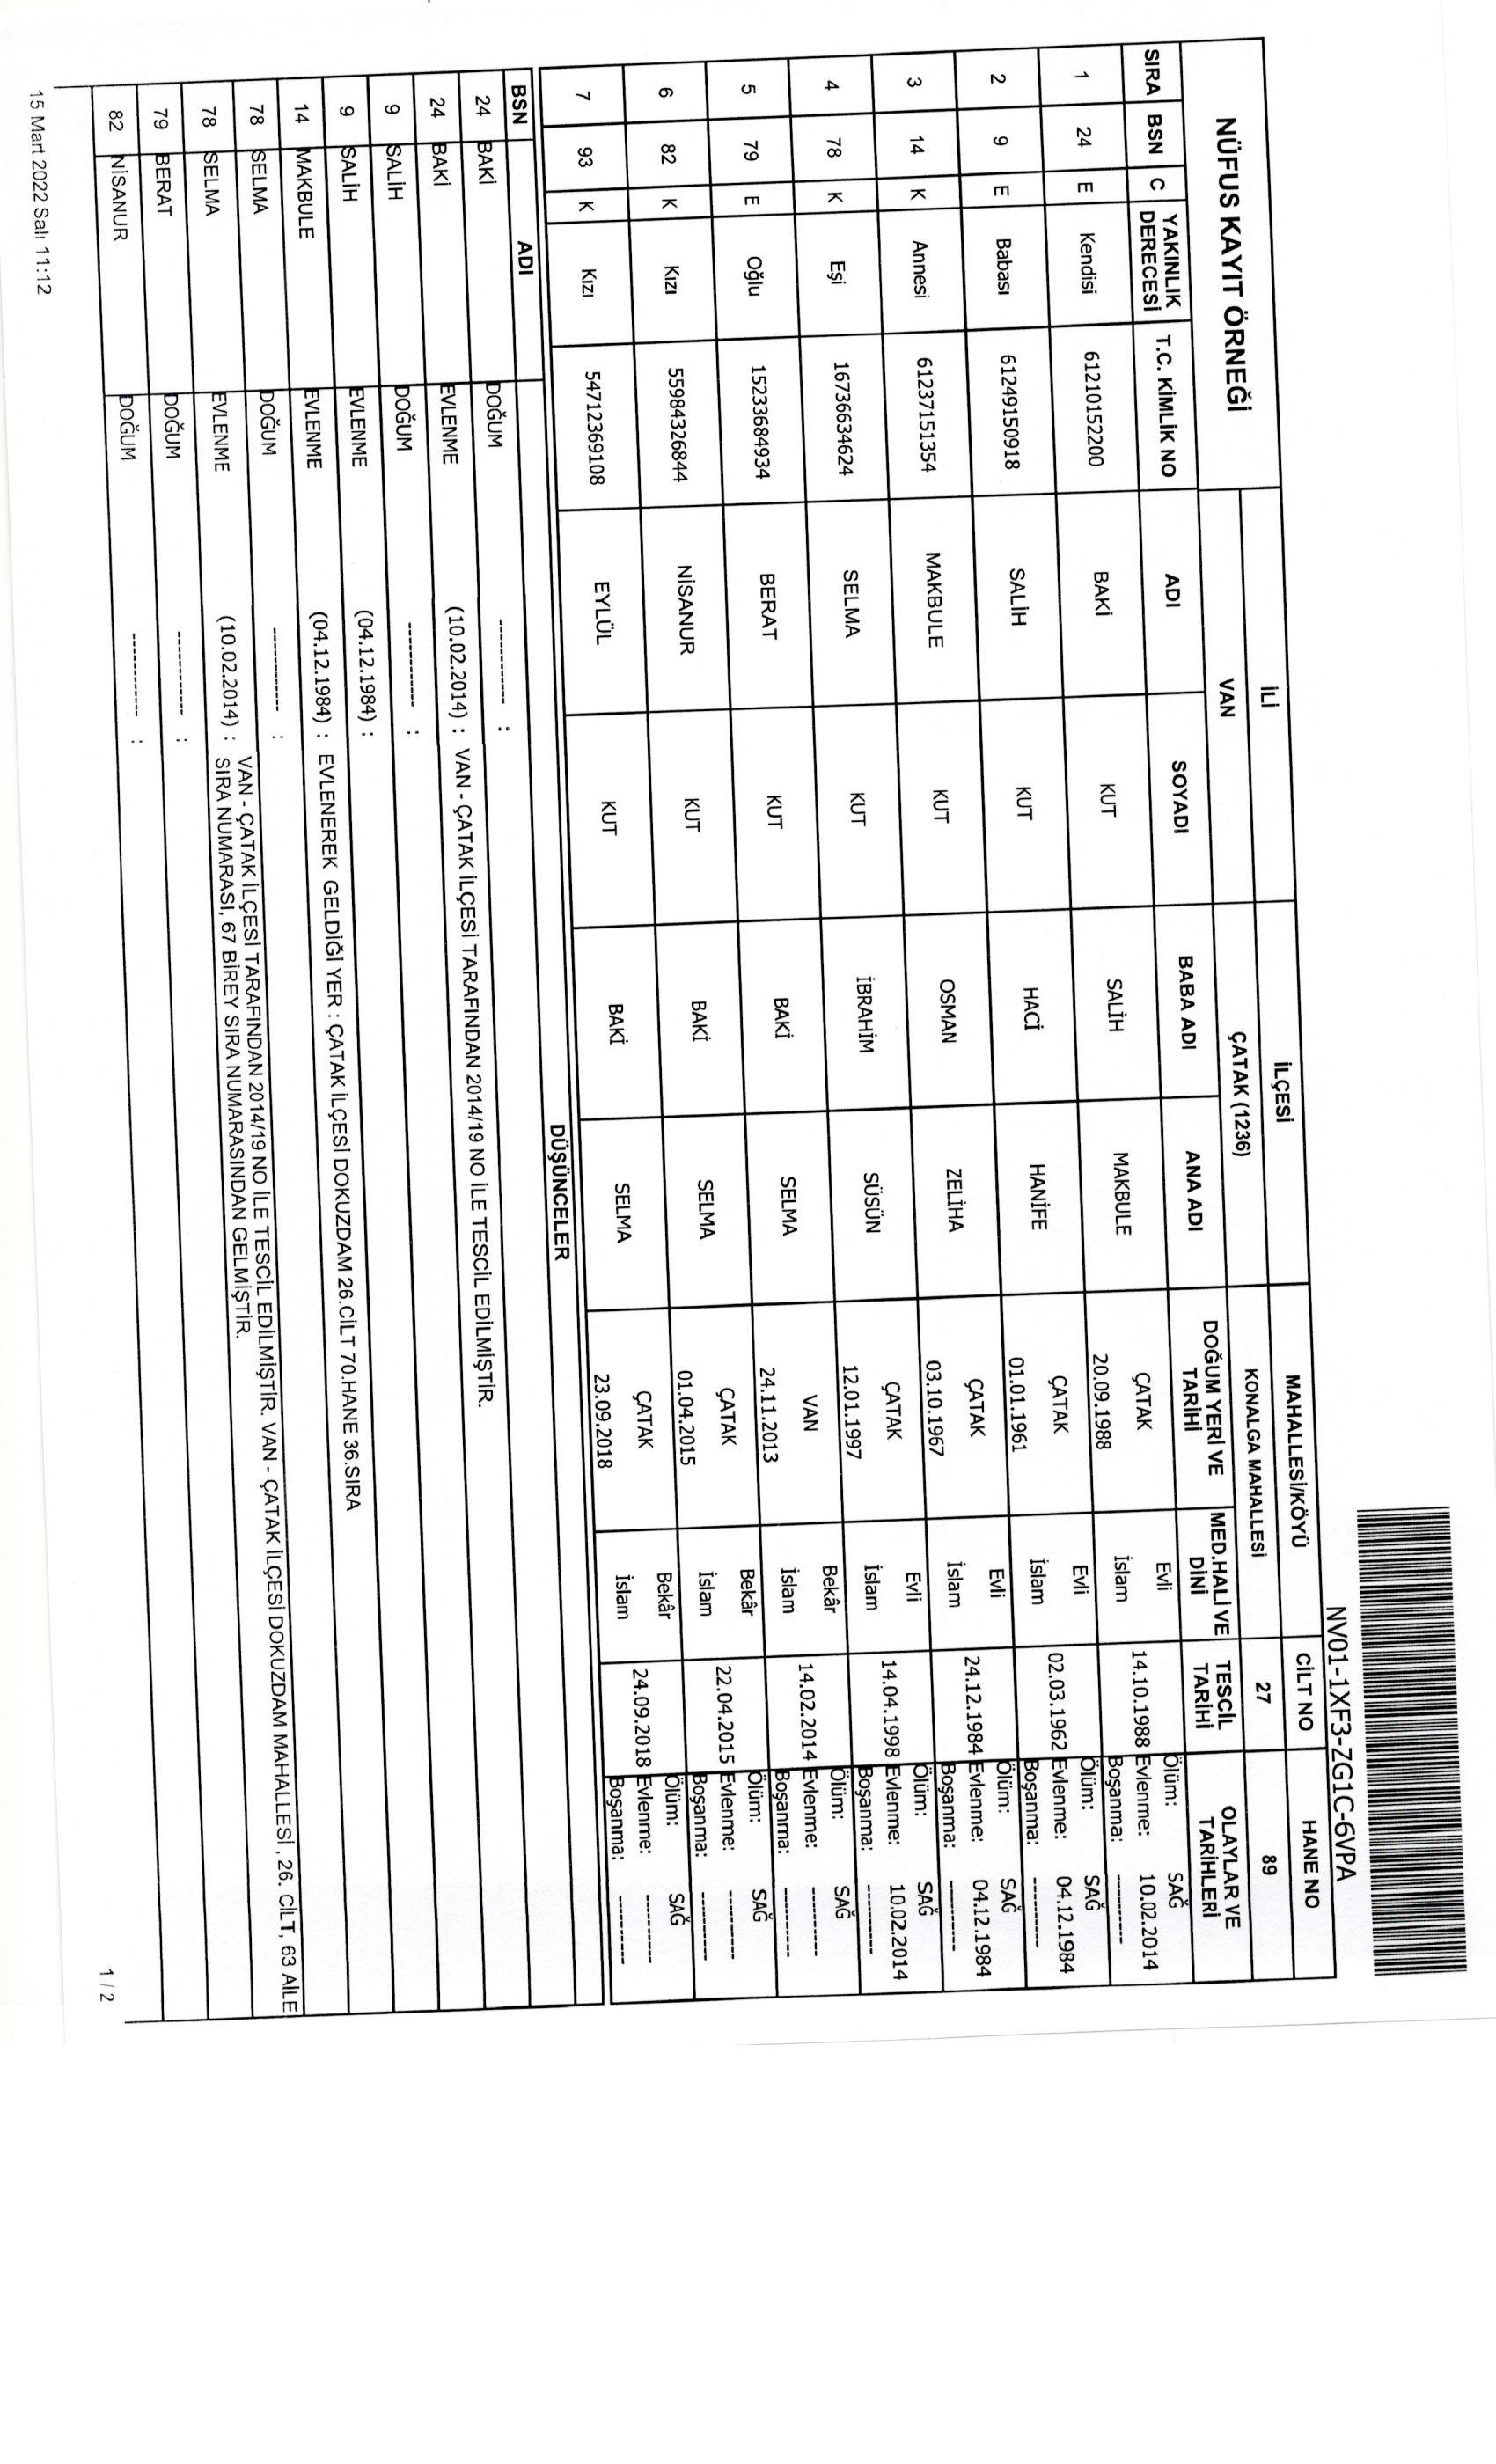 NV01-1XF3-ZG1C-6VPA
NÜFUS KAYIT ÖRNEĞİ
İLİ İLÇESİ MAHALLESİ/KÖYÜ CİLT NO HANE NO
VAN ÇATAK (1236) KONALGA MAHALLESİ 27 89
SIRA BSN C YAKINLIK DERECESİ T.C. KİMLİK NO ADI SOYADI BABA ADI ANA ADI DOĞUM YERİ VE TARİHİ MED.HALİ VE DİNİ TESCİL TARİHİ OLAYLAR VE TARİHLERİ
1 24 E Kendisi 61210152200 BAKİ KUT SALİH MAKBULE ÇATAK 20.09.1988 Evli İslam 14.10.1988 Ölüm: SAĞ Evlenme: 10.02.2014 Boşanma: ----------
2 9 E Babası 61249150918 SALİH KUT HACİ HANİFE ÇATAK 01.01.1961 Evli İslam 02.03.1962 Ölüm: SAĞ Evlenme: 04.12.1984 Boşanma: ----------
3 14 K Annesi 61237151354 MAKBULE KUT OSMAN ZELİHA ÇATAK 03.10.1967 Evli İslam 24.12.1984 Ölüm: SAĞ Evlenme: 04.12.1984 Boşanma: ----------
4 78 K Eşi 16736634624 SELMA KUT İBRAHİM SÜSÜN ÇATAK 12.01.1997 Evli İslam 14.04.1998 Ölüm: SAĞ Evlenme: 10.02.2014 Boşanma: ----------
5 79 E Oğlu 15233684934 BERAT KUT BAKİ SELMA VAN 24.11.2013 Bekâr İslam 14.02.2014 Ölüm: SAĞ Evlenme: ---------- Boşanma: ----------
6 82 K Kızı 55984326844 NİSANUR KUT BAKİ SELMA ÇATAK 01.04.2015 Bekâr İslam 22.04.2015 Ölüm: SAĞ Evlenme: ---------- Boşanma: ----------
7 93 K Kızı 54712369108 EYLÜL KUT BAKİ SELMA ÇATAK 23.09.2018 Bekâr İslam 24.09.2018 Ölüm: SAĞ Evlenme: ---------- Boşanma: ----------
DÜŞÜNCELER
BSN ADI
24 BAKİ DOĞUM ---------- :
24 BAKİ EVLENME (10.02.2014) : VAN - ÇATAK İLÇESİ TARAFINDAN 2014/19 NO İLE TESCİL EDİLMİŞTİR.
9 SALİH DOĞUM ---------- :
9 SALİH EVLENME (04.12.1984) :
14 MAKBULE EVLENME (04.12.1984) : EVLENEREK GELDİĞİ YER : ÇATAK İLÇESİ DOKUZDAM 26.CİLT 70.HANE 36.SIRA
78 SELMA DOĞUM ---------- :
78 SELMA EVLENME (10.02.2014) : VAN - ÇATAK İLÇESİ TARAFINDAN 2014/19 NO İLE TESCİL EDİLMİŞTİR. VAN - ÇATAK İLÇESİ DOKUZDAM MAHALLESİ , 26. CİLT, 63 AİLE
SIRA NUMARASI, 67 BİREY SIRA NUMARASINDAN GELMİŞTİR.
79 BERAT DOĞUM ---------- :
82 NİSANUR DOĞUM ---------- :
15 Mart 2022 Salı 11:12
1 / 2